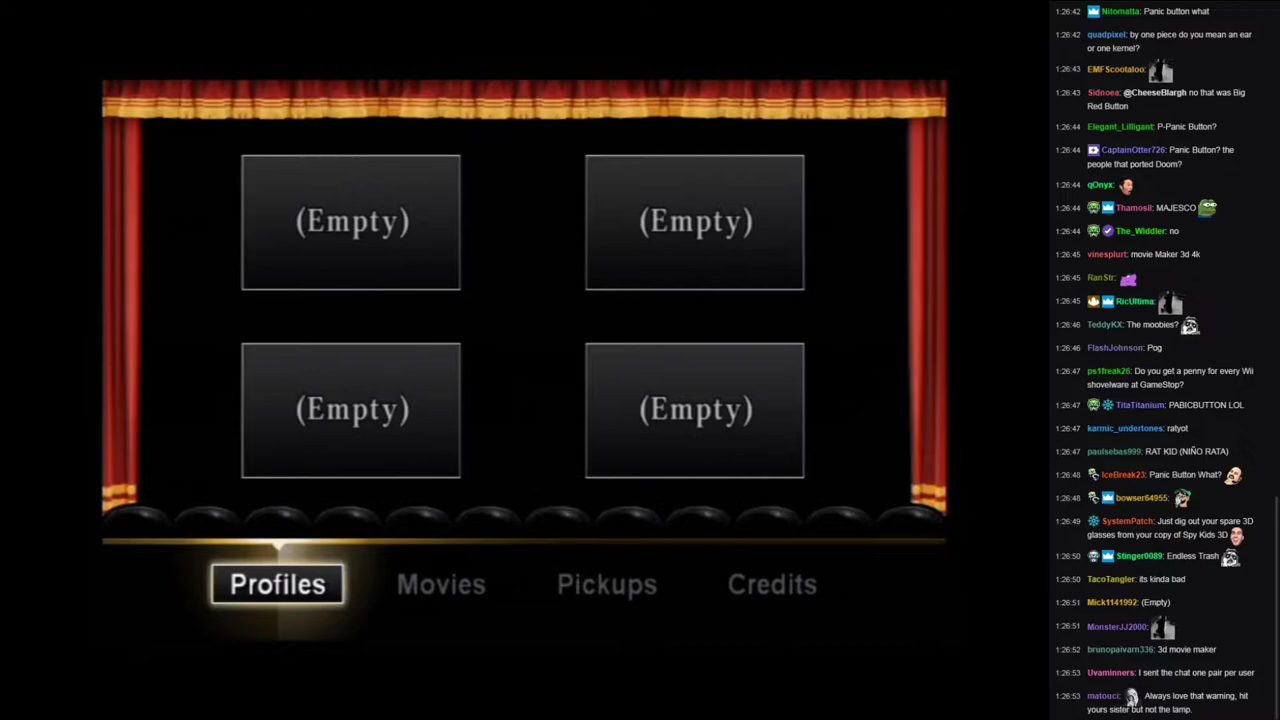 (Empty)
(Empty)
(Empty)
(Empty)
Profiles
Movies
Pickups
Credits
1:26:42 Nitomatta: Panic button what
1:26:42 quadpixel: by one piece do you mean an ear
or one kernel?
1:26:43 EMFScootaloo:
1:26:43 Sidnoea: @CheeseBlargh no that was Big
Red Button
1:26:44 Elegant_Lilligant: P-Panic Button?
1:26:44 CaptainOtter726: Panic Button? the
people that ported Doom?
1:26:44 qOnyx:
1:26:44 Thamosil: MAJESCO
1:26:44 The_Widdler: no
1:26:45 vinesplurt: movie Maker 3d 4k
1:26:45 RanStr:
1:26:45 RicUltima:
1:26:46 TeddyKX: The moobies?
1:26:46 FlashJohnson: Pog
1:26:47 ps1freak26: Do you get a penny for every Wii
shovelware at GameStop?
1:26:47 TitaTitanium: PABICBUTTON LOL
1:26:47 karmic_undertones: ratyot
1:26:47 paulsebas999: RAT KID (NIÑO RATA)
1:26:48 IceBreak23: Panic Button What?
1:26:48 bowser64955:
1:26:49 SystemPatch: Just dig out your spare 3D
glasses from your copy of Spy Kids 3D
1:26:50 Stinger0089: Endless Trash
1:26:50 TacoTangler: its kinda bad
1:26:51 Mick1141992: (Empty)
1:26:51 MonsterJJ2000:
1:26:52 brunopaivarn336: 3d movie maker
1:26:53 Uvaminners: I sent the chat one pair per user
1:26:53 matouci: Always love that warning, hit
yours sister but not the lamp.